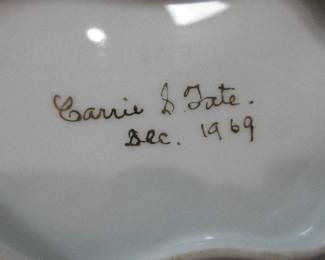 Carrie S. Tate.
Dec. 1969